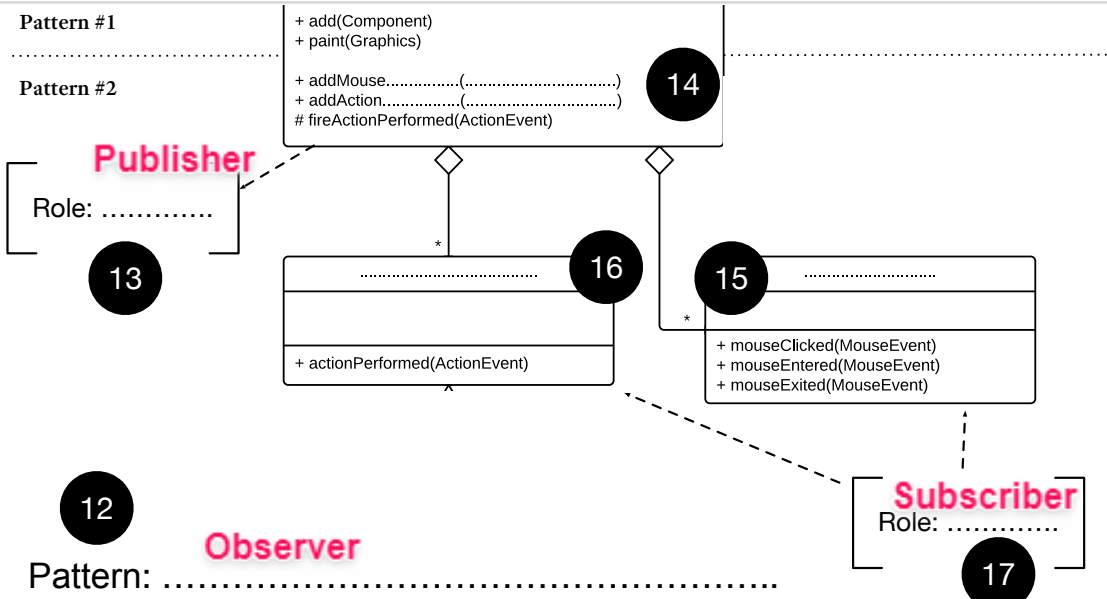 Pattern #1
+ add(Component)
+ paint(Graphics)
Pattern #2
+ addMouse..............(.............................)
+ addAction...............(.............................)
# fireActionPerformed(ActionEvent)
14
Publisher
Role: .............
13
*
16
..................................
+ actionPerformed(ActionEvent)
15
.........................
*
+ mouseClicked(MouseEvent)
+ mouseEntered(MouseEvent)
+ mouseExited(MouseEvent)
12
Observer
Pattern: ..........................................................
Subscriber
Role: .............
17